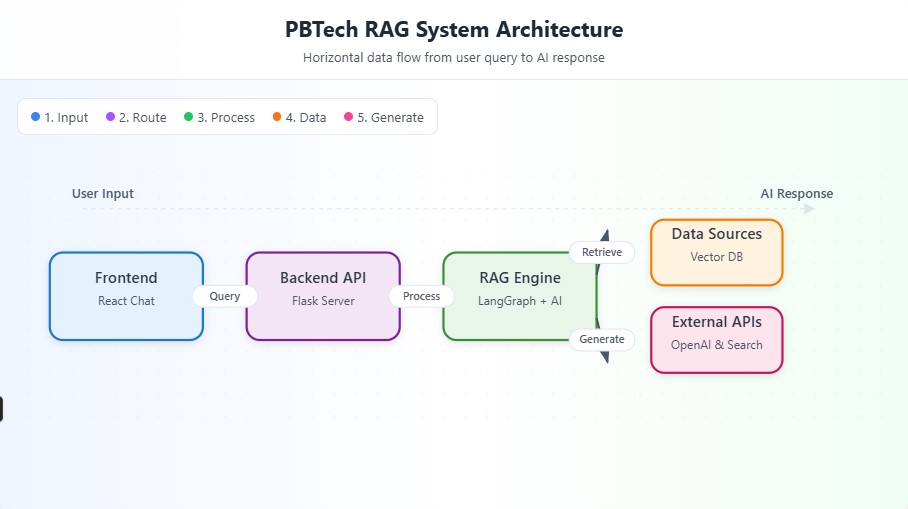 PBTech RAG System Architecture
Horizontal data flow from user query to AI response
1. Input 2. Route 3. Process 4. Data 5. Generate
User Input
AI Response
Frontend
React Chat
Query
Backend API
Flask Server
Process
RAG Engine
LangGraph + AI
Retrieve
Generate
Data Sources
Vector DB
External APIs
OpenAI & Search